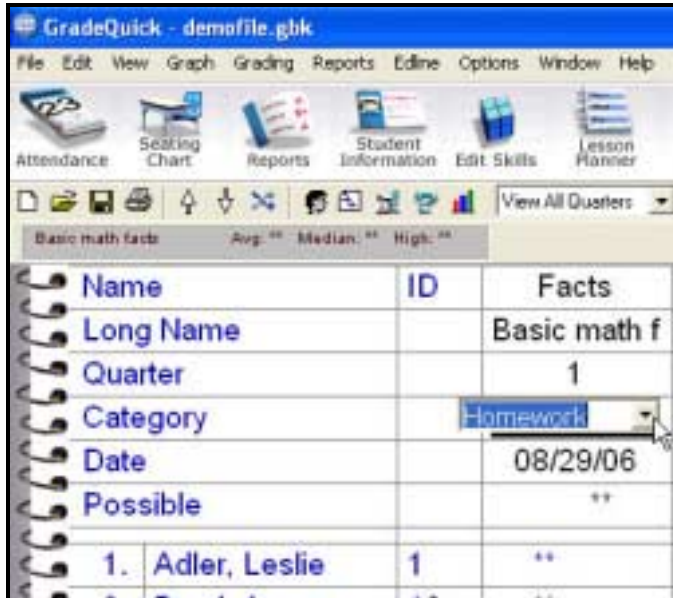 GradeQuick - demofile.gbk
File Edit View Graph Grading Reports Edline Options Window Help
23
Attendance Seating Chart Reports Student Information Edit Skills Lesson Planner
View All Quarters
Basic math facts Avg: ** Median: ** High: **
Name ID Facts
Long Name Basic math f
Quarter 1
Category Homework
Date 08/29/06
Possible **
1. Adler, Leslie 1 **